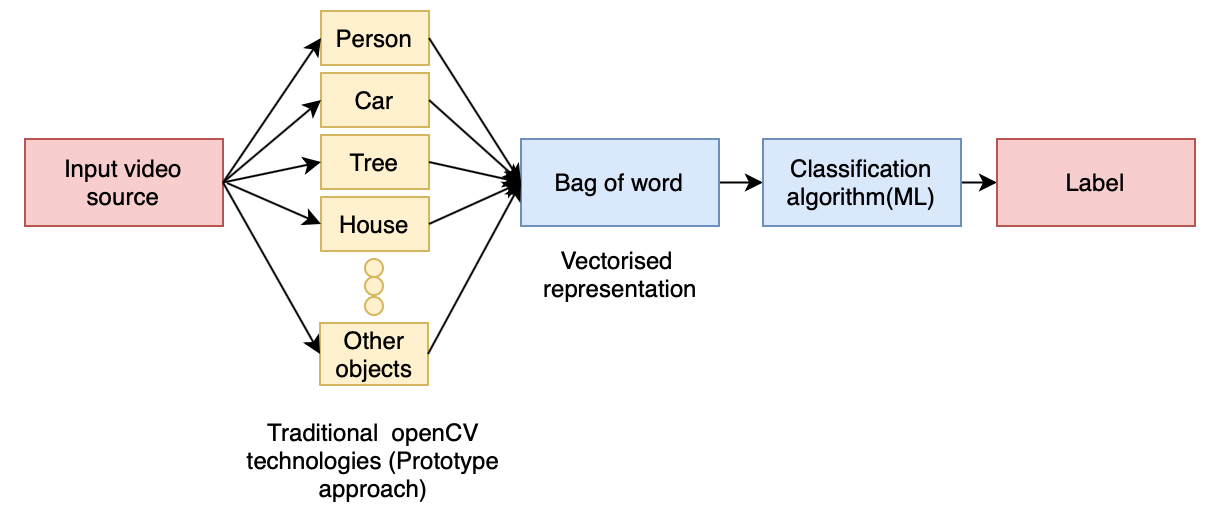 Person
Car
Tree
House
Other
objects
Input video
source
Bag of word
Classification
algorithm(ML)
Label
Vectorised
representation
Traditional  openCV
technologies (Prototype
approach)